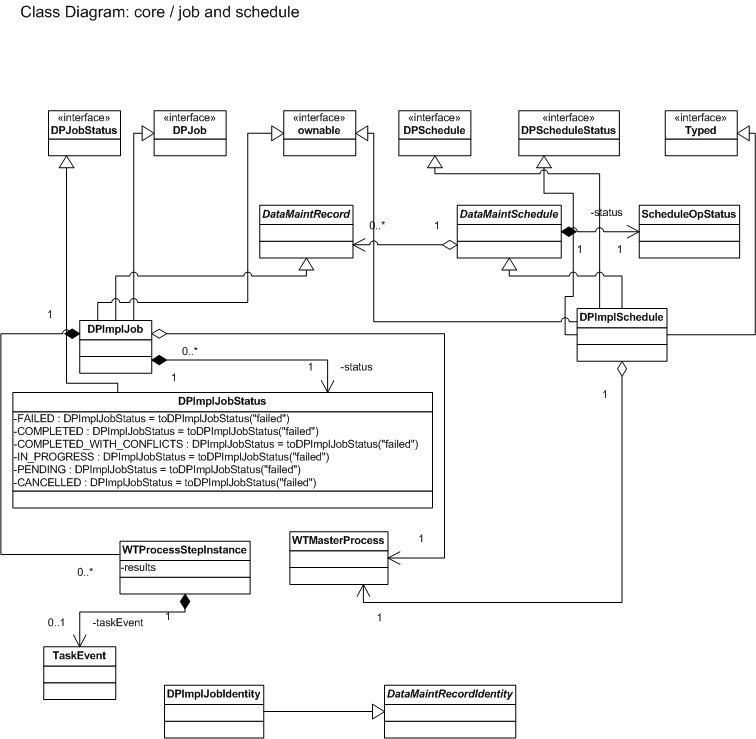 Class Diagram: core / job and schedule
«interface»
DPJobStatus
«interface»
DPJob
«interface»
ownable
«interface»
DPSchedule
«interface»
DPScheduleStatus
«interface»
Typed
DataMaintRecord
0..*
1
DataMaintSchedule
-status
1
1
ScheduleOpStatus
1
DPImplJob
0..*
1
1
-status
DPImplSchedule
1
DPImplJobStatus
-FAILED : DPImplJobStatus = toDPImplJobStatus("failed")
-COMPLETED : DPImplJobStatus = toDPImplJobStatus("failed")
-COMPLETED_WITH_CONFLICTS : DPImplJobStatus = toDPImplJobStatus("failed")
-IN_PROGRESS : DPImplJobStatus = toDPImplJobStatus("failed")
-PENDING : DPImplJobStatus = toDPImplJobStatus("failed")
-CANCELLED : DPImplJobStatus = toDPImplJobStatus("failed")
WTProcessStepInstance
-results
0..*
WTMasterProcess
1
1
1
0..1
-taskEvent
TaskEvent
DPImplJobIdentity
DataMaintRecordIdentity